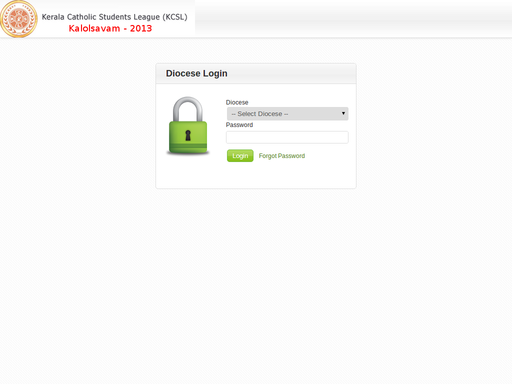 Kerala Catholic Students League (KCSL)
Kalolsavam - 2013
Diocese Login
Diocese
-- Select Diocese --
Password
Login Forgot Password